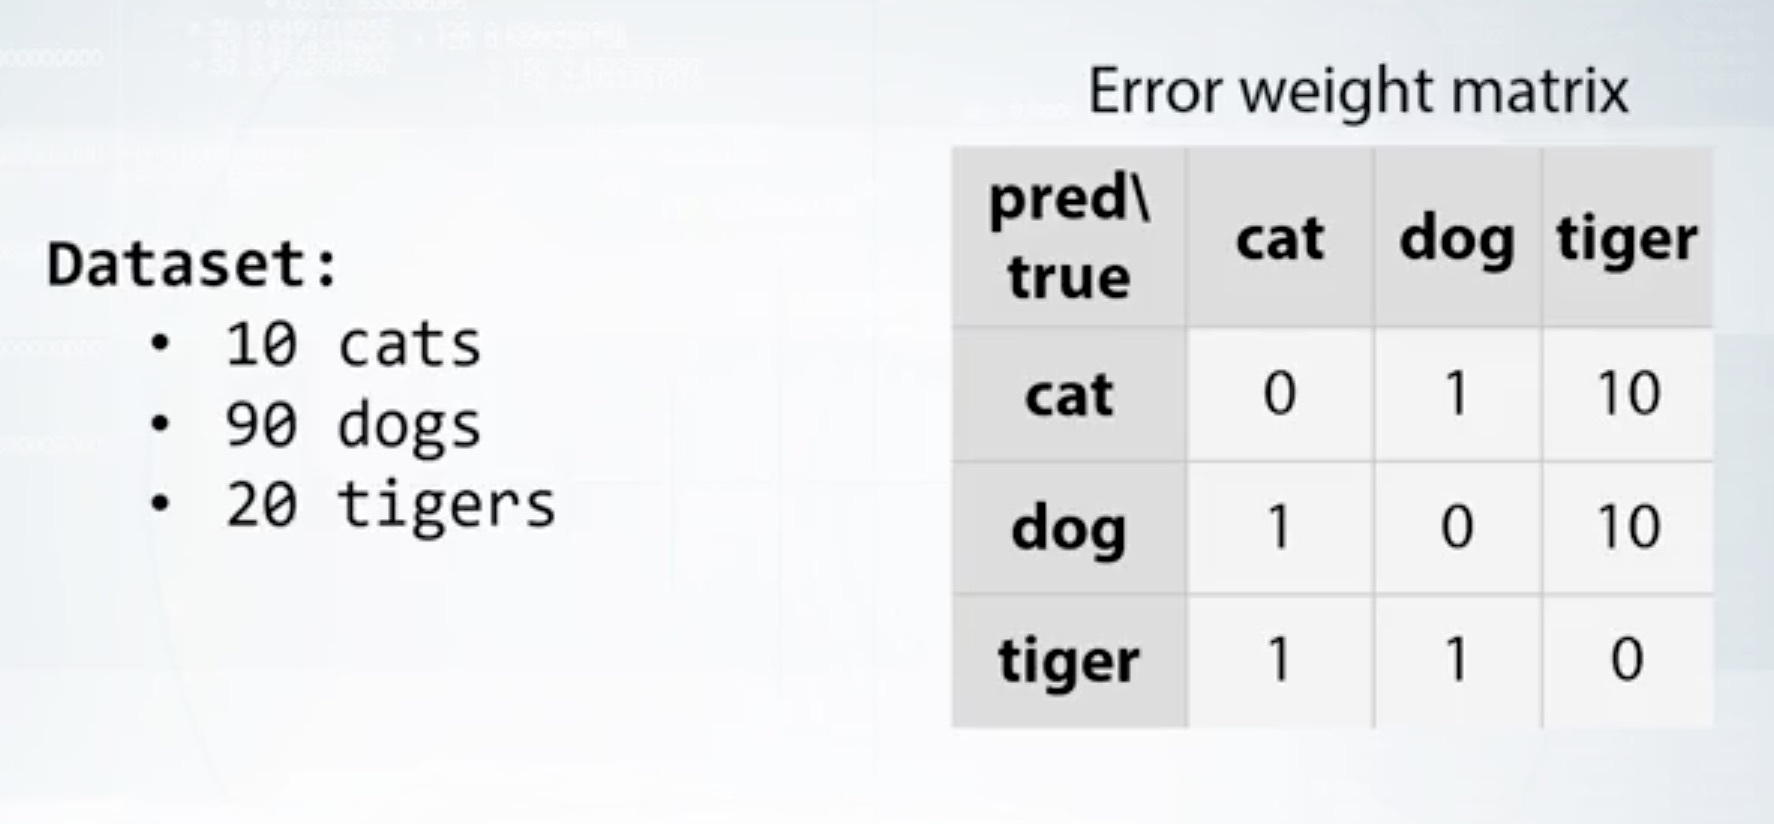 Error weight matrix
Dataset:
• 10 cats
• 90 dogs
• 20 tigers
pred\ true cat dog tiger
cat 0 1 10
dog 1 0 10
tiger 1 1 0